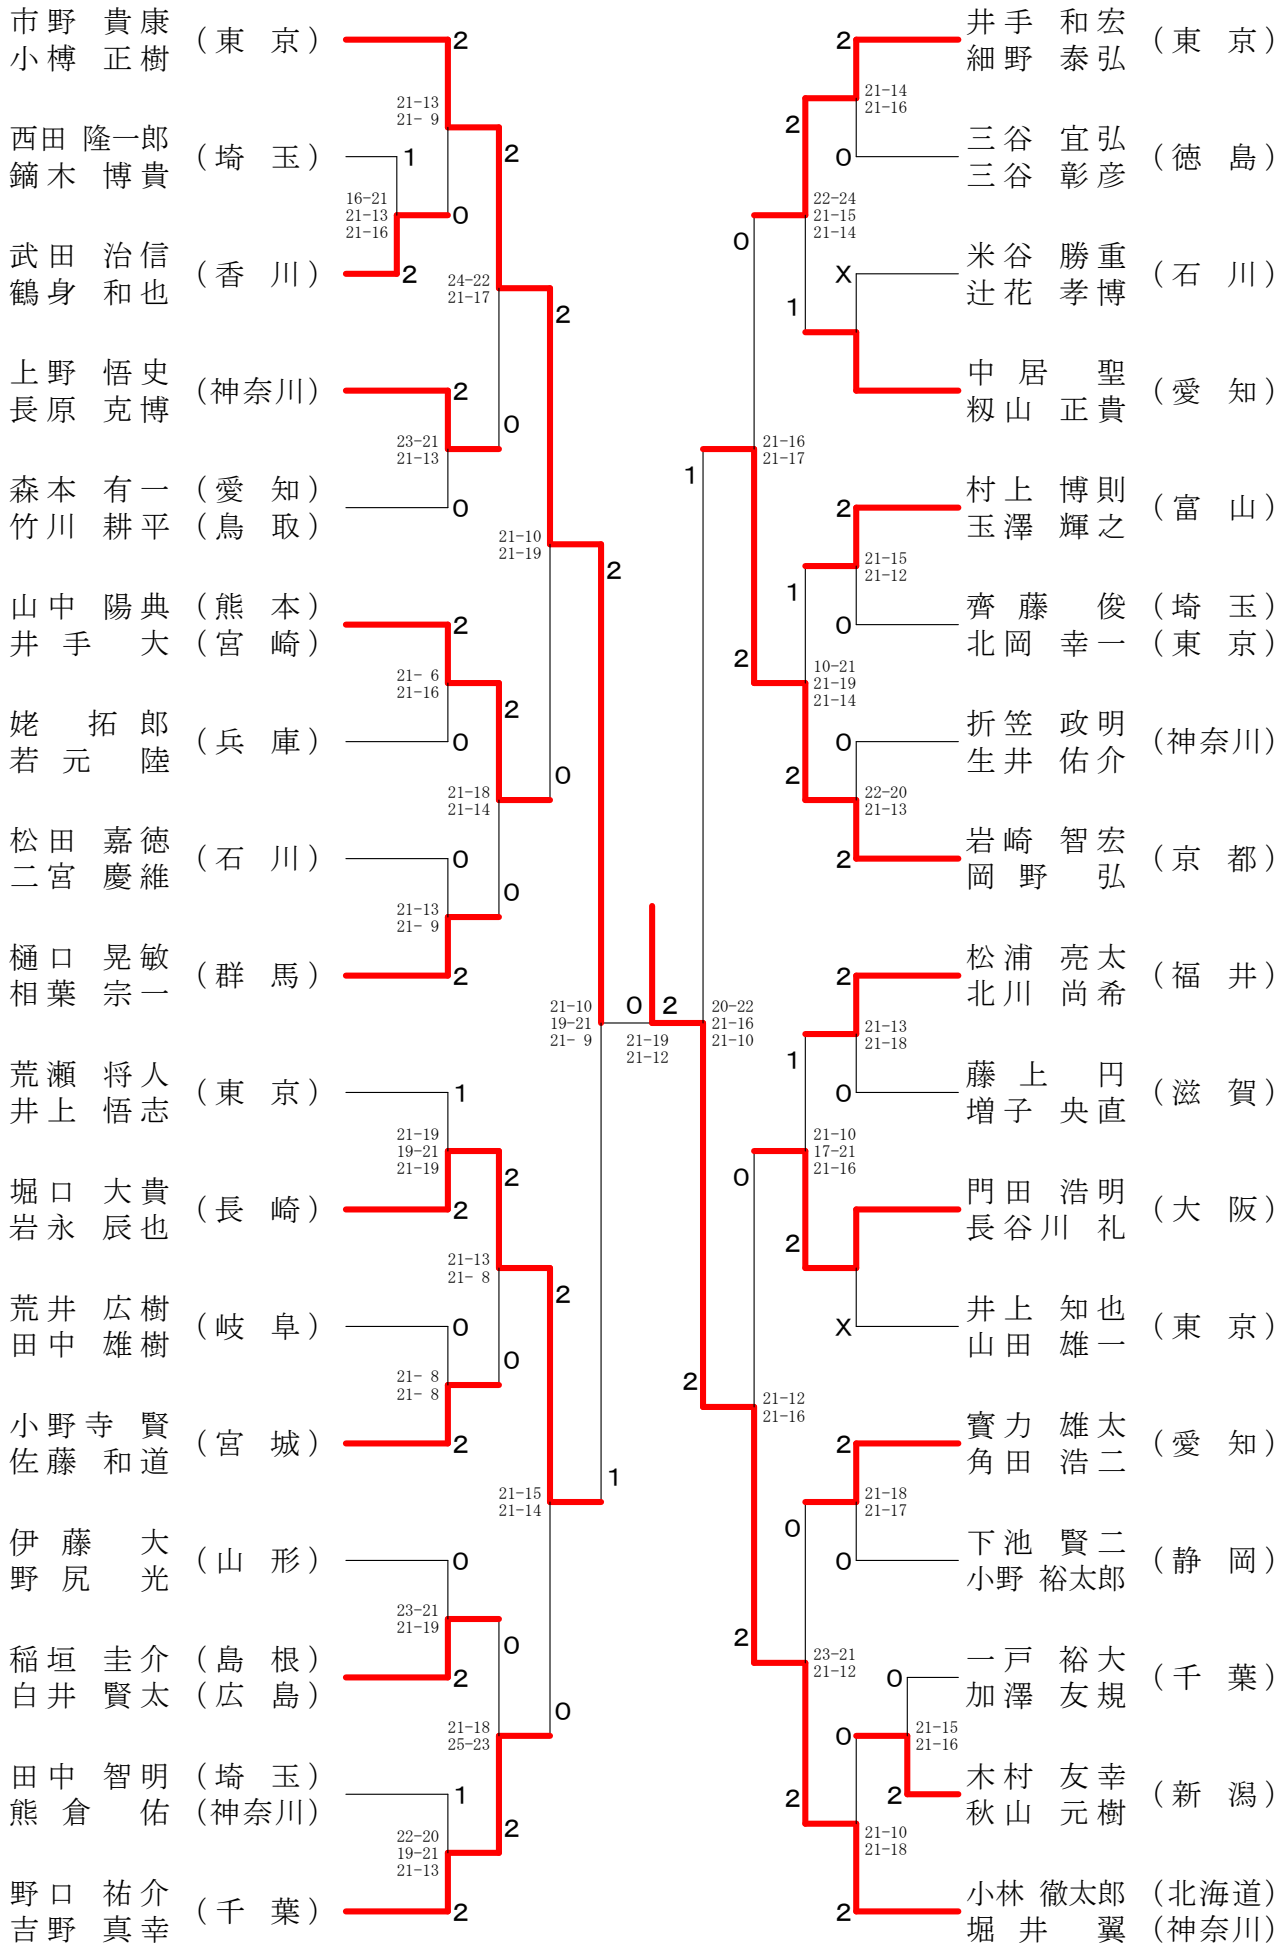 市野 貴康
小榑 正樹
(東 京)
2
21-13
21- 9
西田 隆一郎
鏑木 博貴
(埼 玉)
1
2
16-21
21-13
21-16
0
武田 治信
鶴身 和也
(香 川)
2
24-22
21-17
2
上野 悟史
長原 克博
(神奈川)
2
0
23-21
21-13
森本 有一
竹川 耕平
(愛 知)
(鳥 取)
0
21-10
21-19
2
山中 陽典
井手 大
(熊 本)
(宮 崎)
2
21- 6
21-16
2
姥 拓郎
若元 陸
(兵 庫)
0
0
21-18
21-14
松田 嘉徳
二宮 慶維
(石 川)
0
0
21-13
21- 9
樋口 晃敏
相葉 宗一
(群 馬)
2
21-10
19-21
21- 9
0
2
21-19
21-12
荒瀬 将人
井上 悟志
(東 京)
1
21-19
19-21
21-19
2
堀口 大貴
岩永 辰也
(長 崎)
2
21-13
21- 8
2
荒井 広樹
田中 雄樹
(岐 阜)
0
0
21- 8
21- 8
小野寺 賢
佐藤 和道
(宮 城)
2
1
21-15
21-14
伊藤 大
野尻 光
(山 形)
0
23-21
21-19
0
稲垣 圭介
白井 賢太
(島 根)
(広 島)
2
0
21-18
25-23
田中 智明
熊倉 佑
(埼 玉)
(神奈川)
1
2
22-20
19-21
21-13
野口 祐介
吉野 真幸
(千 葉)
2
2
井手 和宏
細野 泰弘
(東 京)
21-14
21-16
2
0
三谷 宜弘
三谷 彰彦
(徳 島)
22-24
21-15
21-14
0
X
米谷 勝重
辻花 孝博
(石 川)
1
中居 聖
籾山 正貴
(愛 知)
21-16
21-17
1
2
村上 博則
玉澤 輝之
(富 山)
21-15
21-12
1
0
齊藤 俊
北岡 幸一
(埼 玉)
(東 京)
2
10-21
21-19
21-14
0
折笠 政明
生井 佑介
(神奈川)
2
22-20
21-13
2
岩崎 智宏
岡野 弘
(京 都)
2
松浦 亮太
北川 尚希
(福 井)
20-22
21-16
21-10
21-13
21-18
1
0
藤上 円
増子 央直
(滋 賀)
21-10
17-21
21-16
0
門田 浩明
長谷川 礼
(大 阪)
2
X
井上 知也
山田 雄一
(東 京)
2
21-12
21-16
2
實力 雄太
角田 浩二
(愛 知)
21-18
21-17
0
0
下池 賢二
小野 裕太郎
(静 岡)
2
23-21
21-12
0
一戸 裕大
加澤 友規
(千 葉)
21-15
21-16
0
2
2
木村 友幸
秋山 元樹
(新 潟)
21-10
21-18
2
小林 徹太郎
堀井 翼
(北海道)
(神奈川)